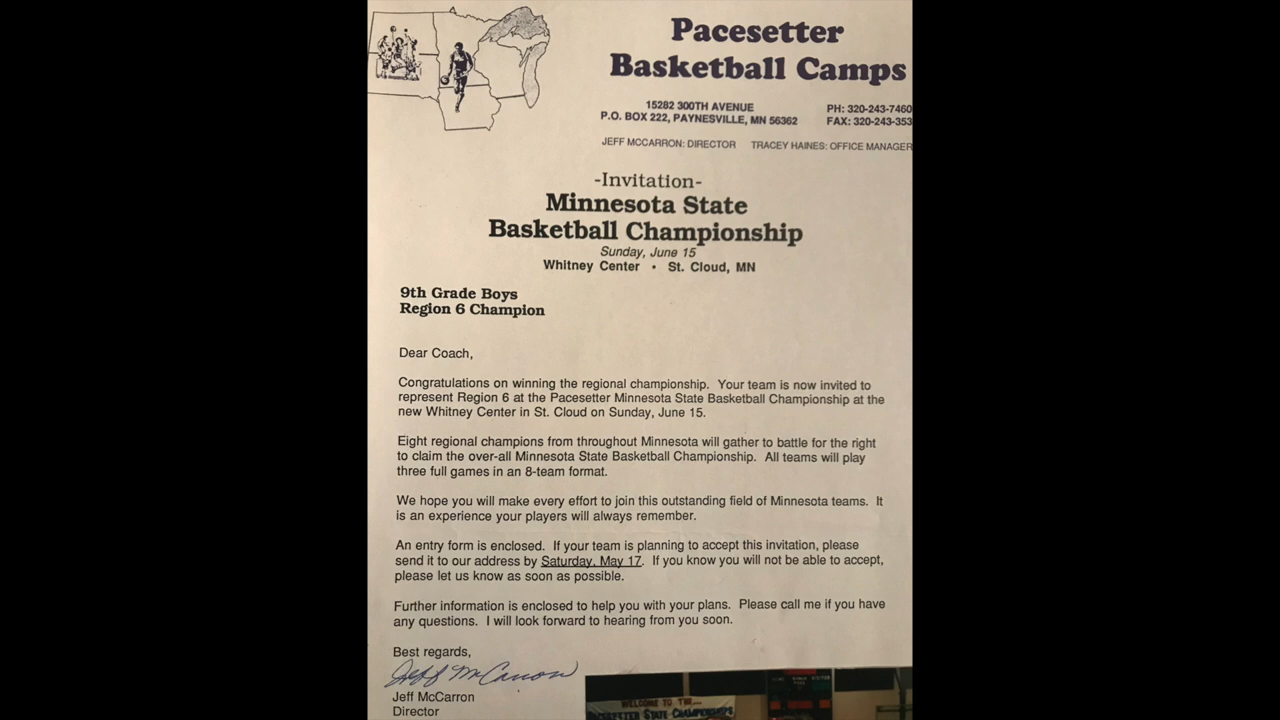 Pacesetter
Basketball Camps
15282 300TH AVENUE
P.O. BOX 222, PAYNESVILLE, MN 56362
PH: 320-243-7460
FAX: 320-243-353
JEFF MCCARRON: DIRECTOR TRACEY HAINES: OFFICE MANAGER
-Invitation-
Minnesota State
Basketball Championship
Sunday, June 15
Whitney Center • St. Cloud, MN
9th Grade Boys
Region 6 Champion
Dear Coach,
Congratulations on winning the regional championship. Your team is now invited to
represent Region 6 at the Pacesetter Minnesota State Basketball Championship at the
new Whitney Center in St. Cloud on Sunday, June 15.
Eight regional champions from throughout Minnesota will gather to battle for the right
to claim the over-all Minnesota State Basketball Championship. All teams will play
three full games in an 8-team format.
We hope you will make every effort to join this outstanding field of Minnesota teams. It
is an experience your players will always remember.
An entry form is enclosed. If your team is planning to accept this invitation, please
send it to our address by Saturday, May 17. If you know you will not be able to accept,
please let us know as soon as possible.
Further information is enclosed to help you with your plans. Please call me if you have
any questions. I will look forward to hearing from you soon.
Best regards,
Jeff McCarron
Jeff McCarron
Director
WELCOME TO THE...
PACESETTER STATE CHAMPIONSHIPS